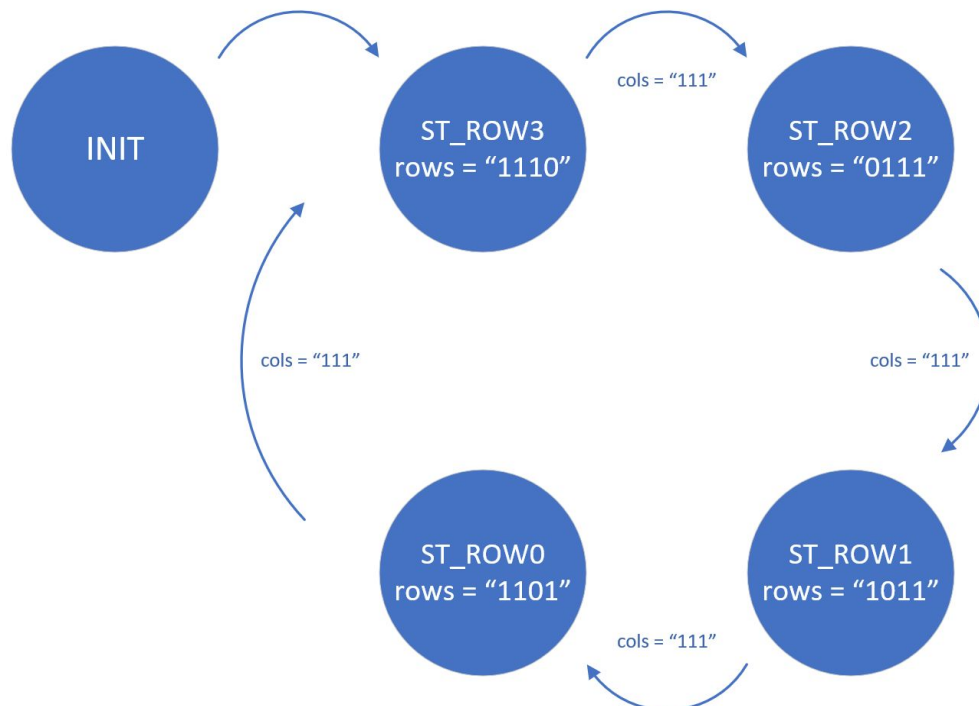 INIT
ST_ROW3
rows = “1110”
cols = “111”
ST_ROW2
rows = “0111”
cols = “111”
cols = “111”
ST_ROW0
rows = “1101”
cols = “111”
ST_ROW1
rows = “1011”